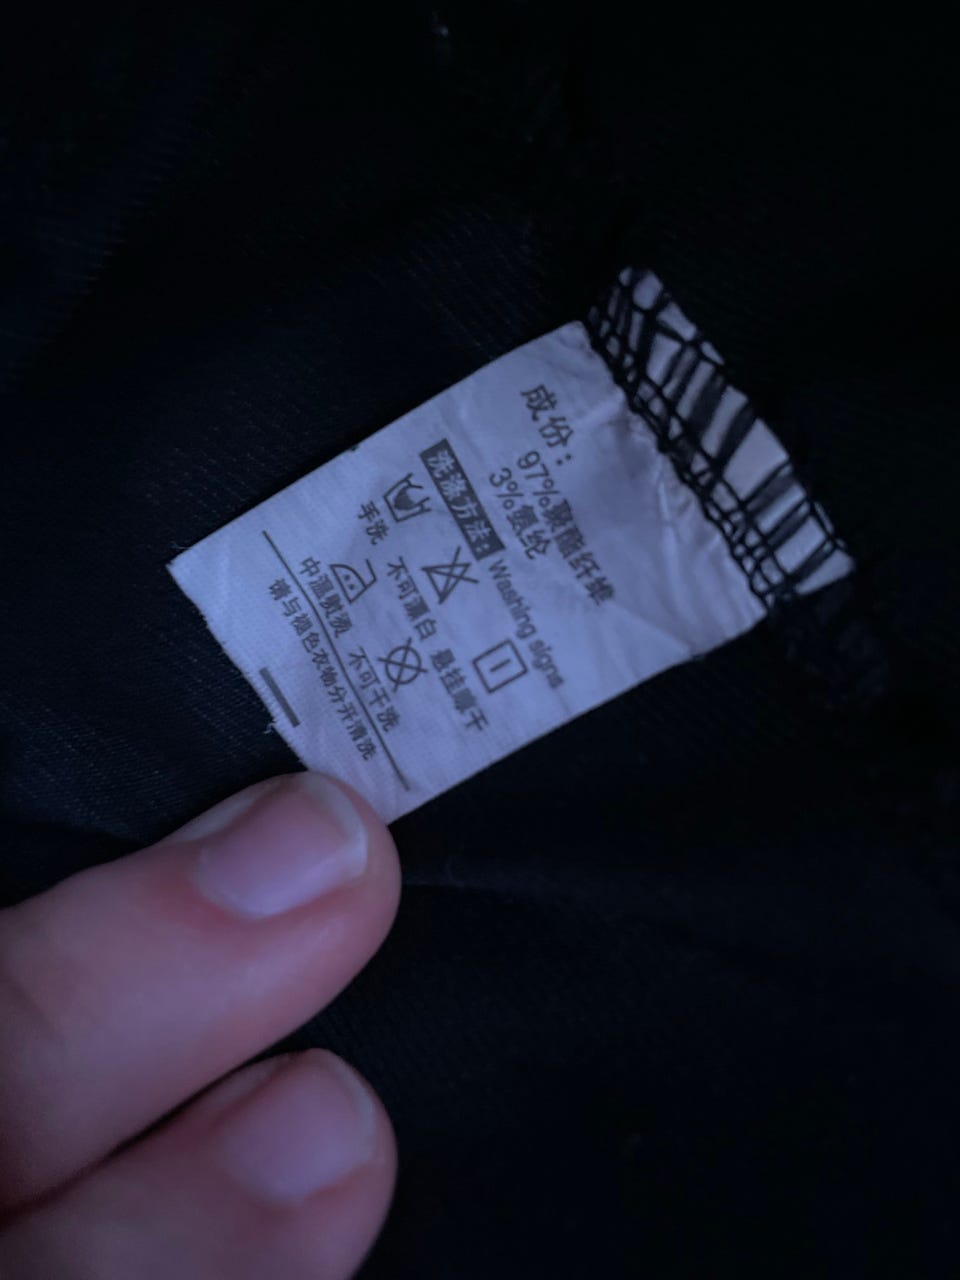 成份：
97%聚酯纤维
3%氨纶
洗涤方法: Washing signs
手洗 不可漂白 悬挂晾干
中温熨烫 不可干洗
请与褪色衣物分开清洗